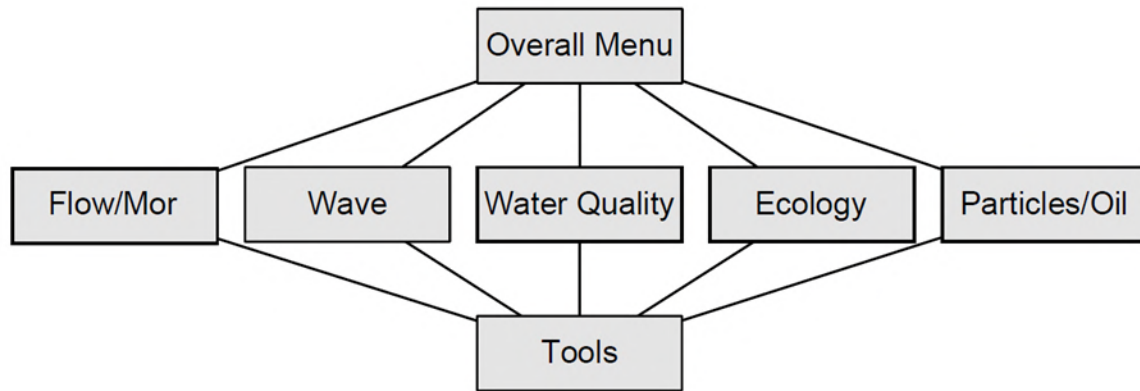 Overall Menu
Flow/Mor
Wave
Water Quality
Ecology
Particles/Oil
Tools